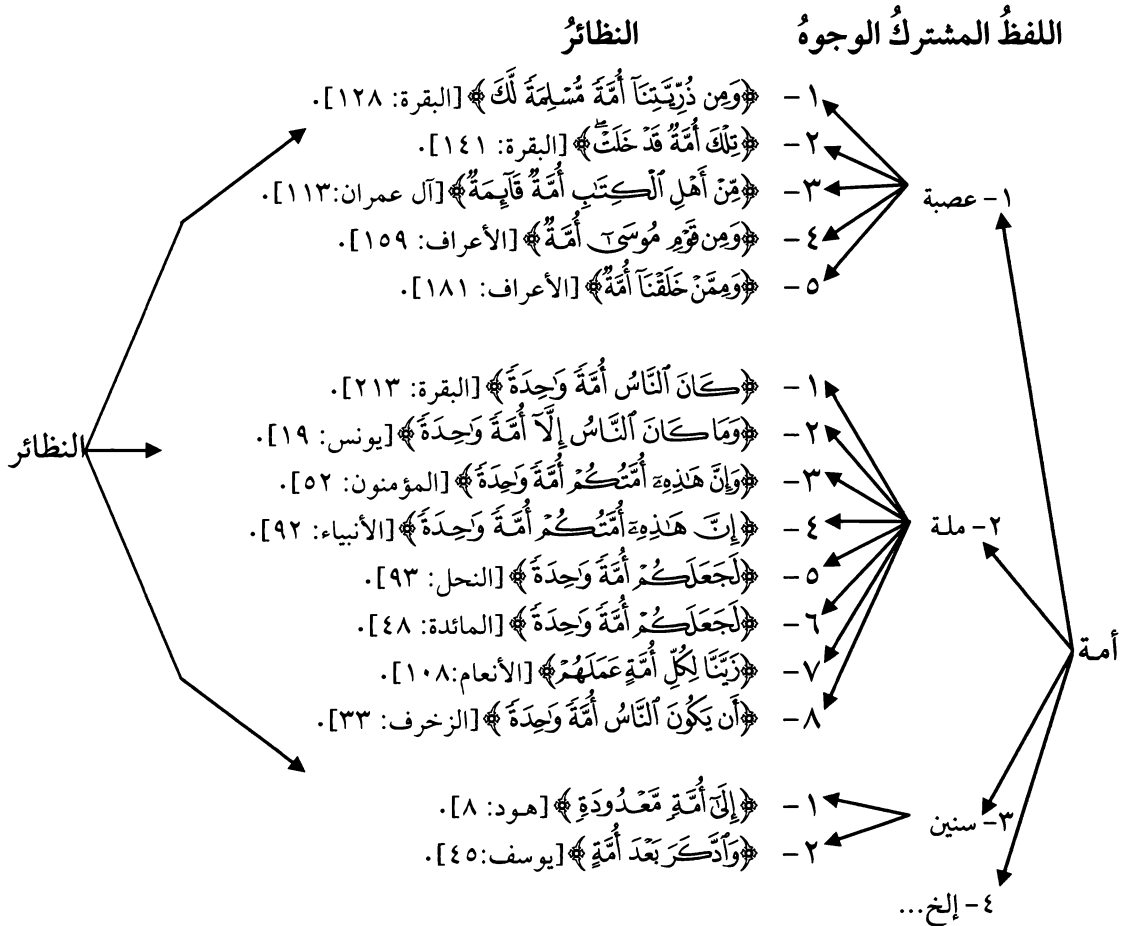 اللفظُ المشتركُ الوجوهُ النظائرُ
١- ﴿وَمِن ذُرِّيَّتِنَآ أُمَّةٗ مُّسۡلِمَةٗ لَّكَ﴾ [البقرة: ١٢٨].
٢- ﴿تِلۡكَ أُمَّةٞ قَدۡ خَلَتۡۖ﴾ [البقرة: ١٤١].
١- عصبة
٣- ﴿مِّنۡ أَهۡلِ ٱلۡكِتَٰبِ أُمَّةٞ قَآئِمَةٞ﴾ [آل عمران:١١٣].
٤- ﴿وَمِن قَوۡمِ مُوسَىٰٓ أُمَّةٞ﴾ [الأعراف: ١٥٩].
٥- ﴿وَمِمَّنۡ خَلَقۡنَآ أُمَّةٞ﴾ [الأعراف: ١٨١].
١- ﴿كَانَ ٱلنَّاسُ أُمَّةٗ وَٰحِدَةٗ﴾ [البقرة: ٢١٣].
٢- ﴿وَمَا كَانَ ٱلنَّاسُ إِلَّآ أُمَّةٗ وَٰحِدَةٗ﴾ [يونس: ١٩].
النظائر
٣- ﴿وَإِنَّ هَٰذِهِۦٓ أُمَّتُكُمۡ أُمَّةٗ وَٰحِدَةٗ﴾ [المؤمنون: ٥٢].
٢- ملة
٤- ﴿إِنَّ هَٰذِهِۦٓ أُمَّتُكُمۡ أُمَّةٗ وَٰحِدَةٗ﴾ [الأنبياء: ٩٢].
٥- ﴿لَجَعَلَكُمۡ أُمَّةٗ وَٰحِدَةٗ﴾ [النحل: ٩٣].
٦- ﴿لَجَعَلَكُمۡ أُمَّةٗ وَٰحِدَةٗ﴾ [المائدة: ٤٨].
أمة
٧- ﴿زَيَّنَّا لِكُلِّ أُمَّةٍ عَمَلَهُمۡ﴾ [الأنعام:١٠٨].
٨- ﴿أَن يَكُونَ ٱلنَّاسُ أُمَّةٗ وَٰحِدَةٗ﴾ [الزخرف: ٣٣].
١- ﴿إِلَىٰٓ أُمَّةٖ مَّعۡدُودَةٖ﴾ [هود: ٨].
٣- سنين
٢- ﴿وَٱدَّكَرَ بَعۡدَ أُمَّةٍ﴾ [يوسف:٤٥].
٤- إلخ...